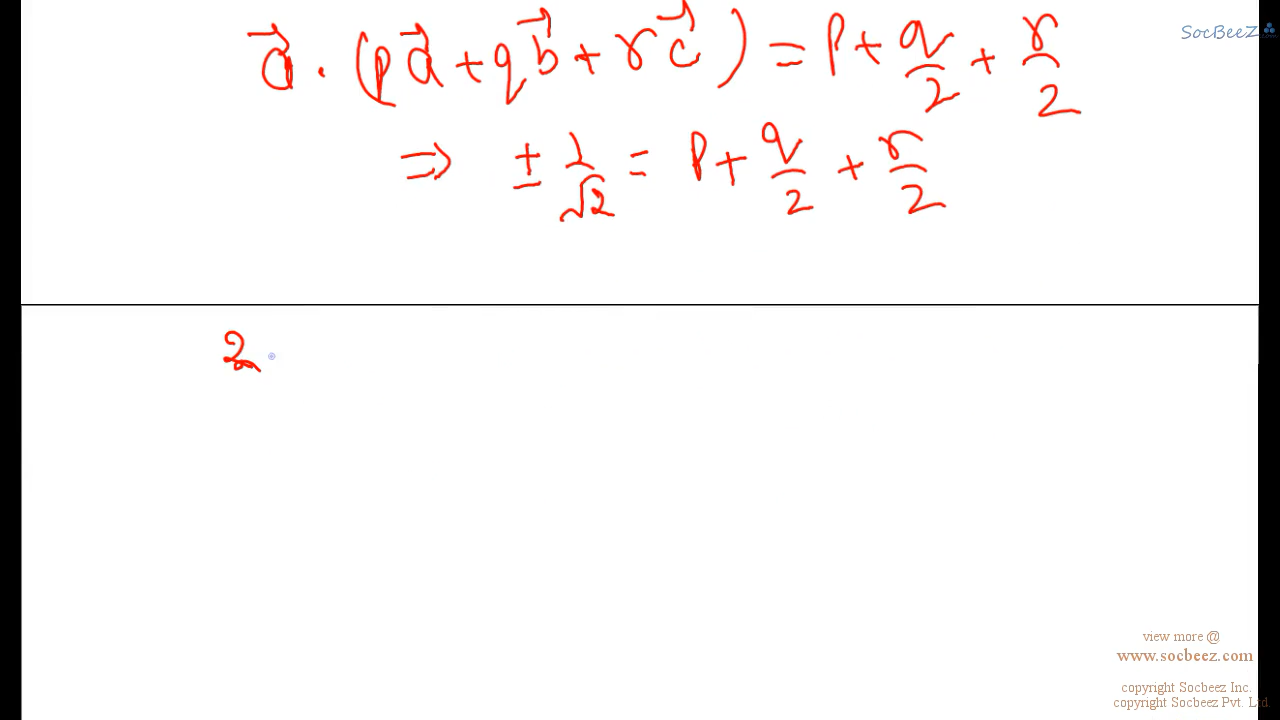 SocBeeZ
a⃗ . (pa⃗ + qb⃗ + rc⃗) = p + q/2 + r/2
⇒ ± 1/√2 = p + q/2 + r/2
2
view more @
www.socbeez.com
copyright Socbeez Inc.
copyright Socbeez Pvt. Ltd.